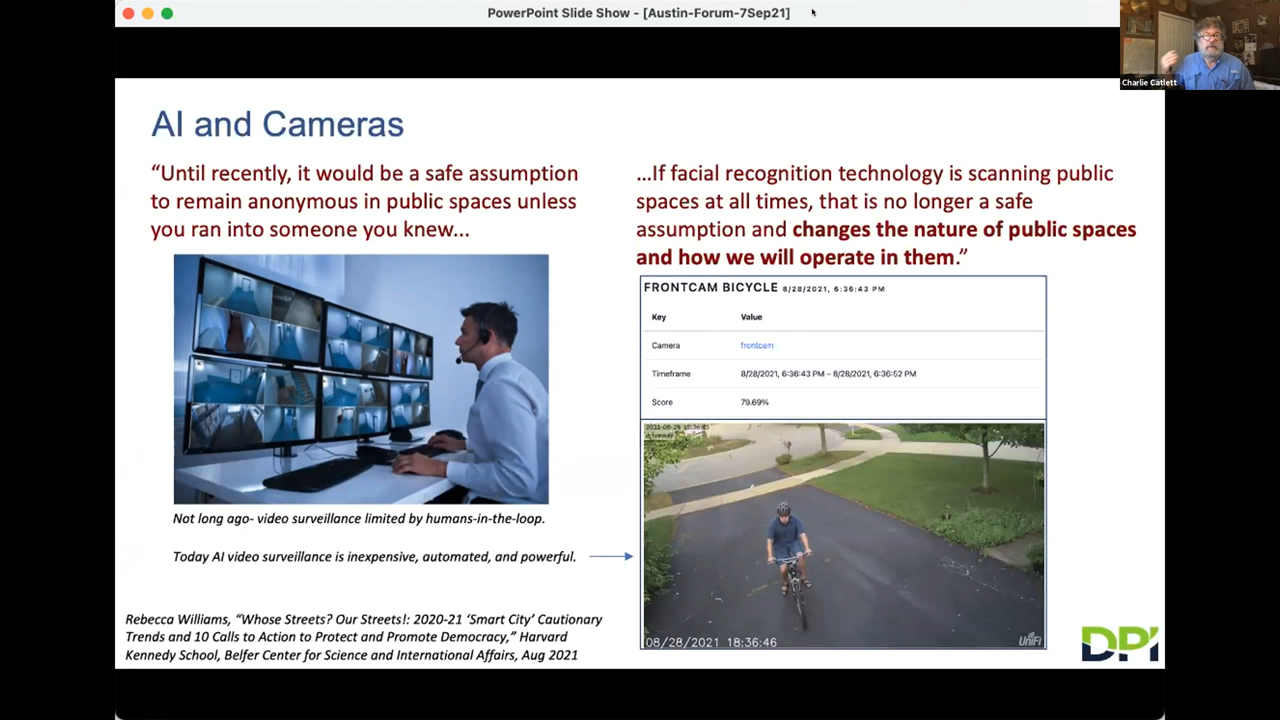 PowerPoint Slide Show - [Austin-Forum-7Sep21]
Charlie Catlett
AI and Cameras
“Until recently, it would be a safe assumption
to remain anonymous in public spaces unless
you ran into someone you knew...
Not long ago- video surveillance limited by humans-in-the-loop.
Today AI video surveillance is inexpensive, automated, and powerful.
Rebecca Williams, “Whose Streets? Our Streets!: 2020-21 ‘Smart City’ Cautionary
Trends and 10 Calls to Action to Protect and Promote Democracy,” Harvard
Kennedy School, Belfer Center for Science and International Affairs, Aug 2021
...If facial recognition technology is scanning public
spaces at all times, that is no longer a safe
assumption and changes the nature of public spaces
and how we will operate in them.”
FRONTCAM BICYCLE 8/28/2021, 6:36:43 PM
Key Value
Camera frontcam
Timeframe 8/28/2021, 6:36:43 PM – 8/28/2021, 6:36:52 PM
Score 79.69%
driveway
08/28/2021 18:36:46
UniFi
DPI